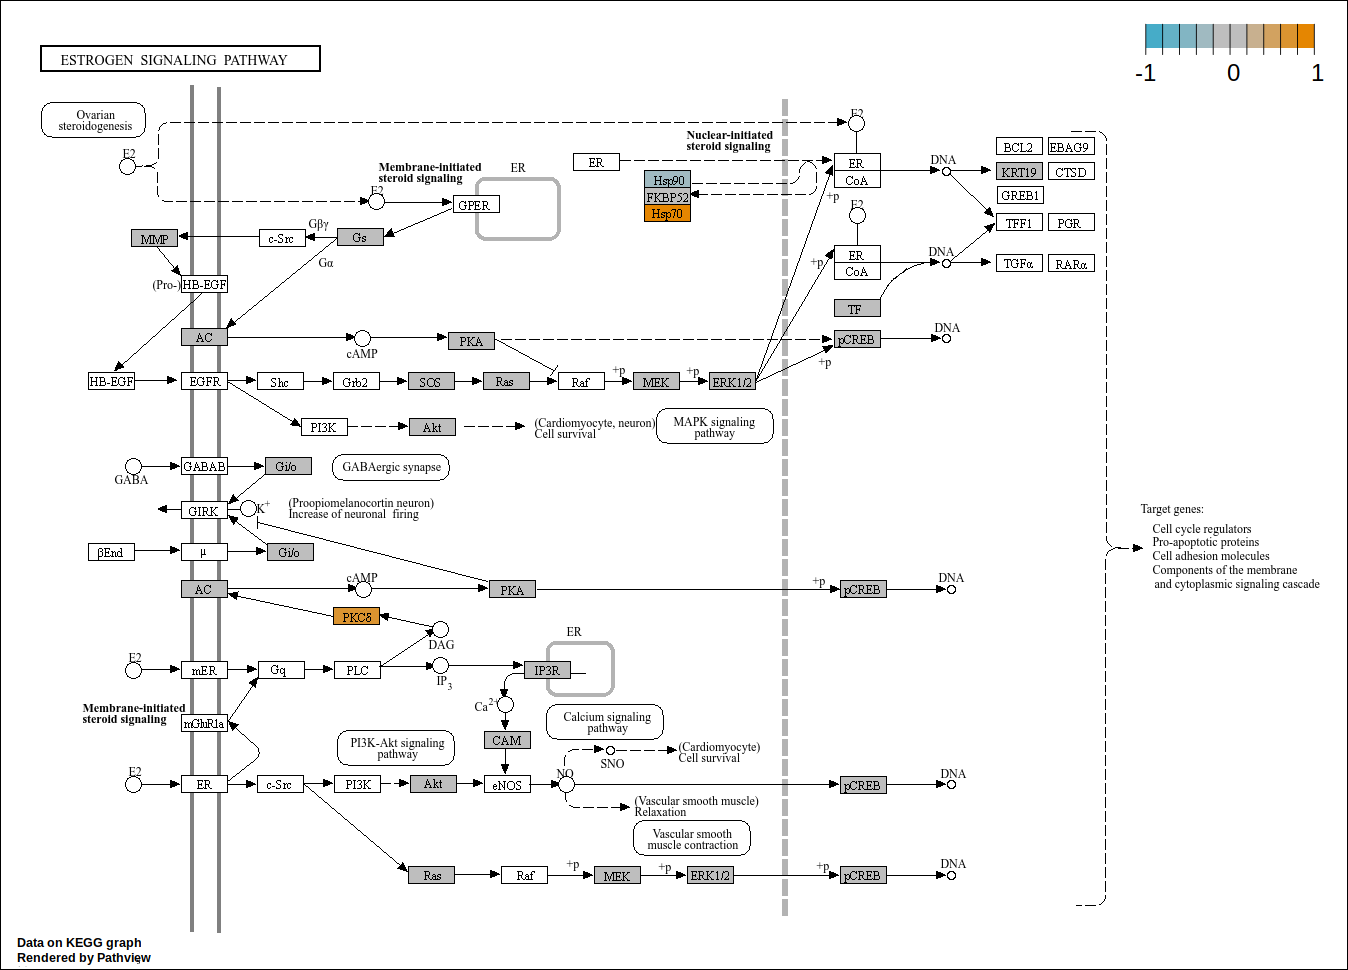 ESTROGEN SIGNALING PATHWAY
-1 0 1
Ovarian
steroidogenesis
E2
E2
Nuclear-initiated
steroid signaling
Membrane-initiated
steroid signaling
ER
ER
E2
GPER
Hsp90
FKBP52
Hsp70
ER
CoA
+p
DNA
BCL2
EBAG9
KRT19
CTSD
GREB1
TFF1
PGR
E2
Gβγ
MMP
c-Src
Gs
Gα
ER
CoA
+p
DNA
TGFα
RARα
(Pro-)
HB-EGF
TF
AC
cAMP
PKA
pCREB
DNA
+p
HB-EGF
EGFR
Shc
Grb2
SOS
Ras
Raf
+p
MEK
+p
ERK1/2
PI3K
Akt
(Cardiomyocyte, neuron)
Cell survival
MAPK signaling
pathway
GABA
GABAB
Gi/o
GABAergic synapse
GIRK
K+
(Propiomelanocortin neuron)
Increase of neuronal firing
Target genes:
Cell cycle regulators
Pro-apoptotic proteins
Cell adhesion molecules
Components of the membrane
and cytoplasmic signaling cascade
βEnd
μ
Gi/o
AC
cAMP
PKA
+p
pCREB
DNA
PKCδ
DAG
E2
mER
Gq
PLC
IP3
ER
IP3R
Ca2+
Membrane-initiated
steroid signaling
mGluR1a
PI3K-Akt signaling
pathway
CAM
Calcium signaling
pathway
(Cardiomyocyte)
Cell survival
SNO
E2
ER
c-Src
PI3K
Akt
eNOS
NO
pCREB
DNA
(Vascular smooth muscle)
Relaxation
Vascular smooth
muscle contraction
Ras
Raf
+p
MEK
+p
ERK1/2
+p
pCREB
DNA
Data on KEGG graph
Rendered by Pathview